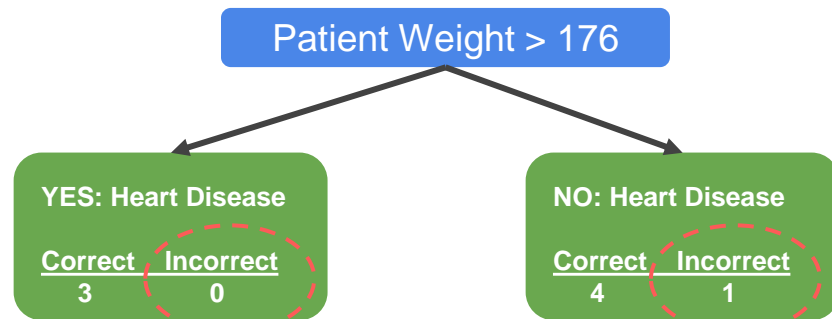 Patient Weight > 176
YES: Heart Disease
Correct Incorrect
3 0
NO: Heart Disease
Correct Incorrect
4 1